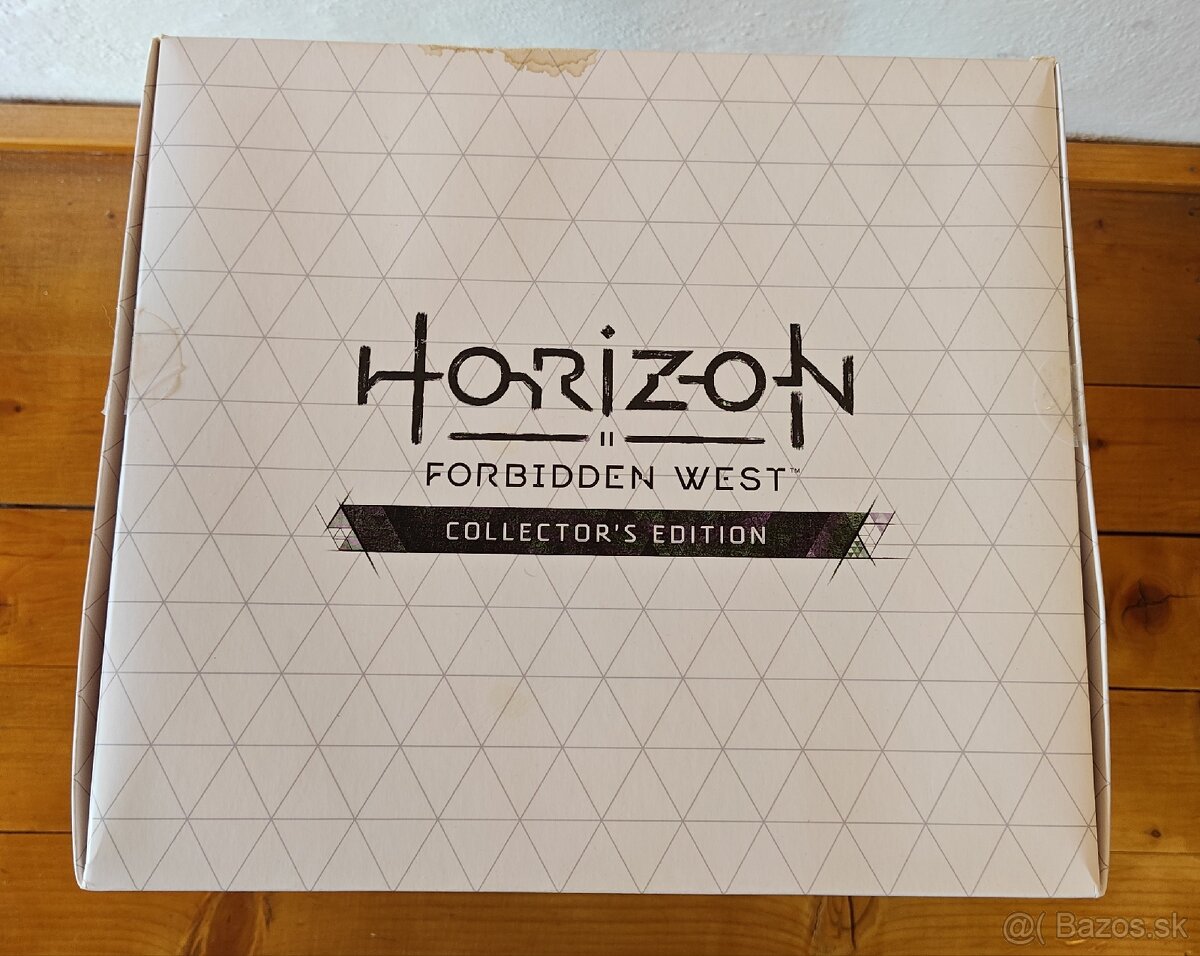 HORIZON
II
FORBIDDEN WEST™
COLLECTOR'S EDITION
@( Bazos.sk